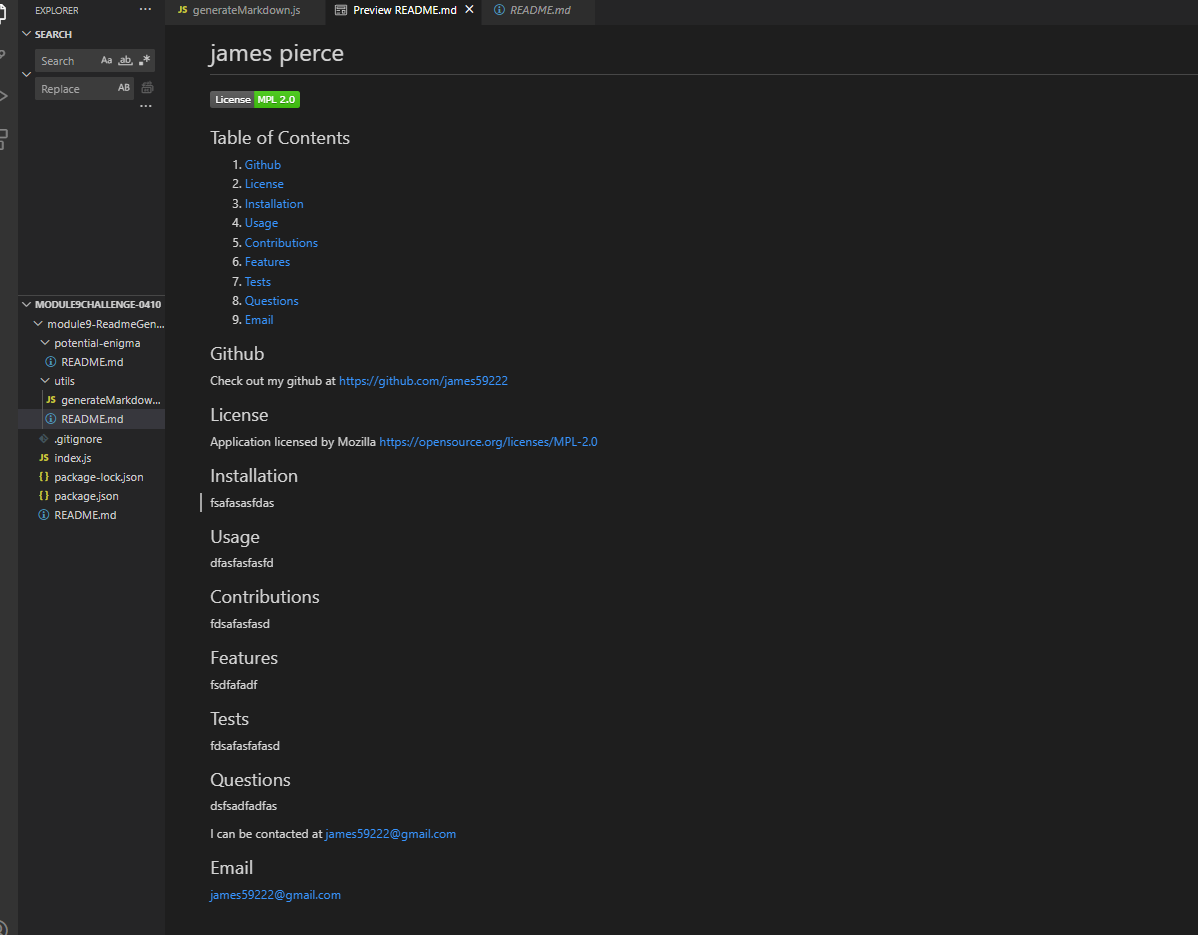 EXPLORER ...
SEARCH
Search Aa ab .*
Replace AB
...
MODULE9CHALLENGE-0410
module9-ReadmeGen...
potential-enigma
README.md
utils
JS generateMarkdow...
README.md
.gitignore
JS index.js
{} package-lock.json
{} package.json
README.md
JS generateMarkdown.js Preview README.md × README.md
james pierce
License MPL 2.0
Table of Contents
1. Github
2. License
3. Installation
4. Usage
5. Contributions
6. Features
7. Tests
8. Questions
9. Email
Github
Check out my github at https://github.com/james59222
License
Application licensed by Mozilla https://opensource.org/licenses/MPL-2.0
Installation
fsafasasfdas
Usage
dfasfasfasfd
Contributions
fdsafasfasd
Features
fsdfafadf
Tests
fdsafasfafasd
Questions
dsfsadfadfas
I can be contacted at james59222@gmail.com
Email
james59222@gmail.com